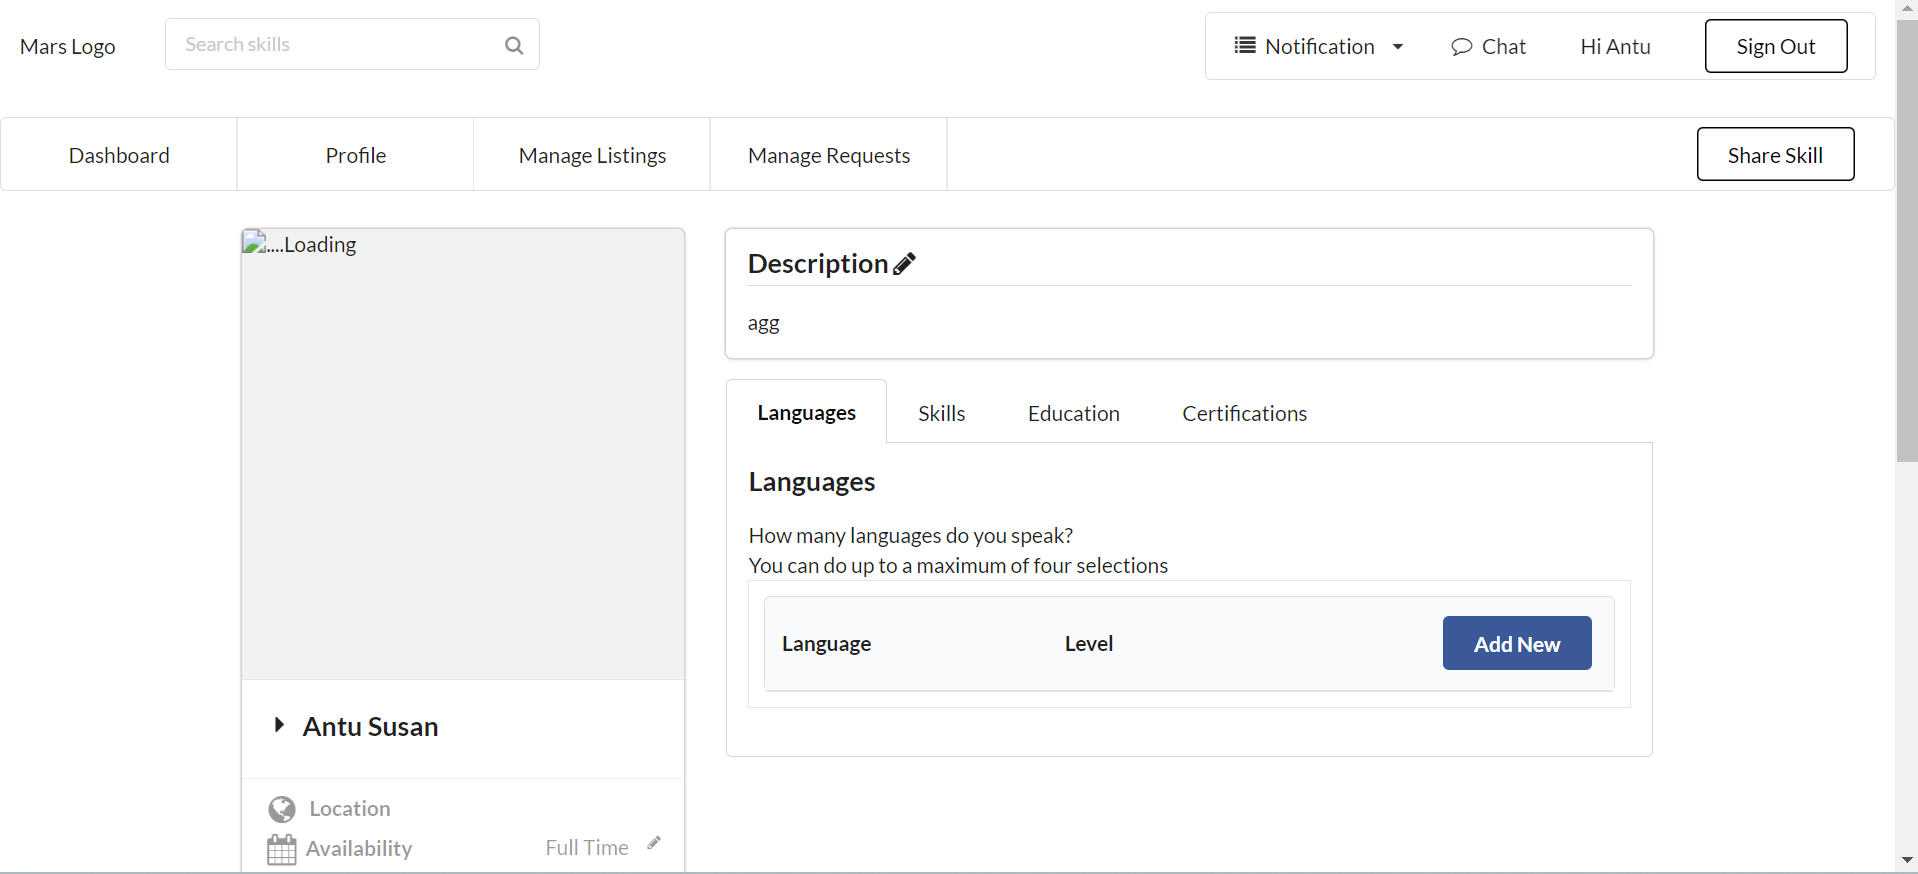 Mars Logo
Search skills
Notification
Chat
Hi Antu
Sign Out
Dashboard
Profile
Manage Listings
Manage Requests
Share Skill
....Loading
Description
agg
Languages
Skills
Education
Certifications
Languages
How many languages do you speak?
You can do up to a maximum of four selections
Language
Level
Add New
Antu Susan
Location
Availability
Full Time